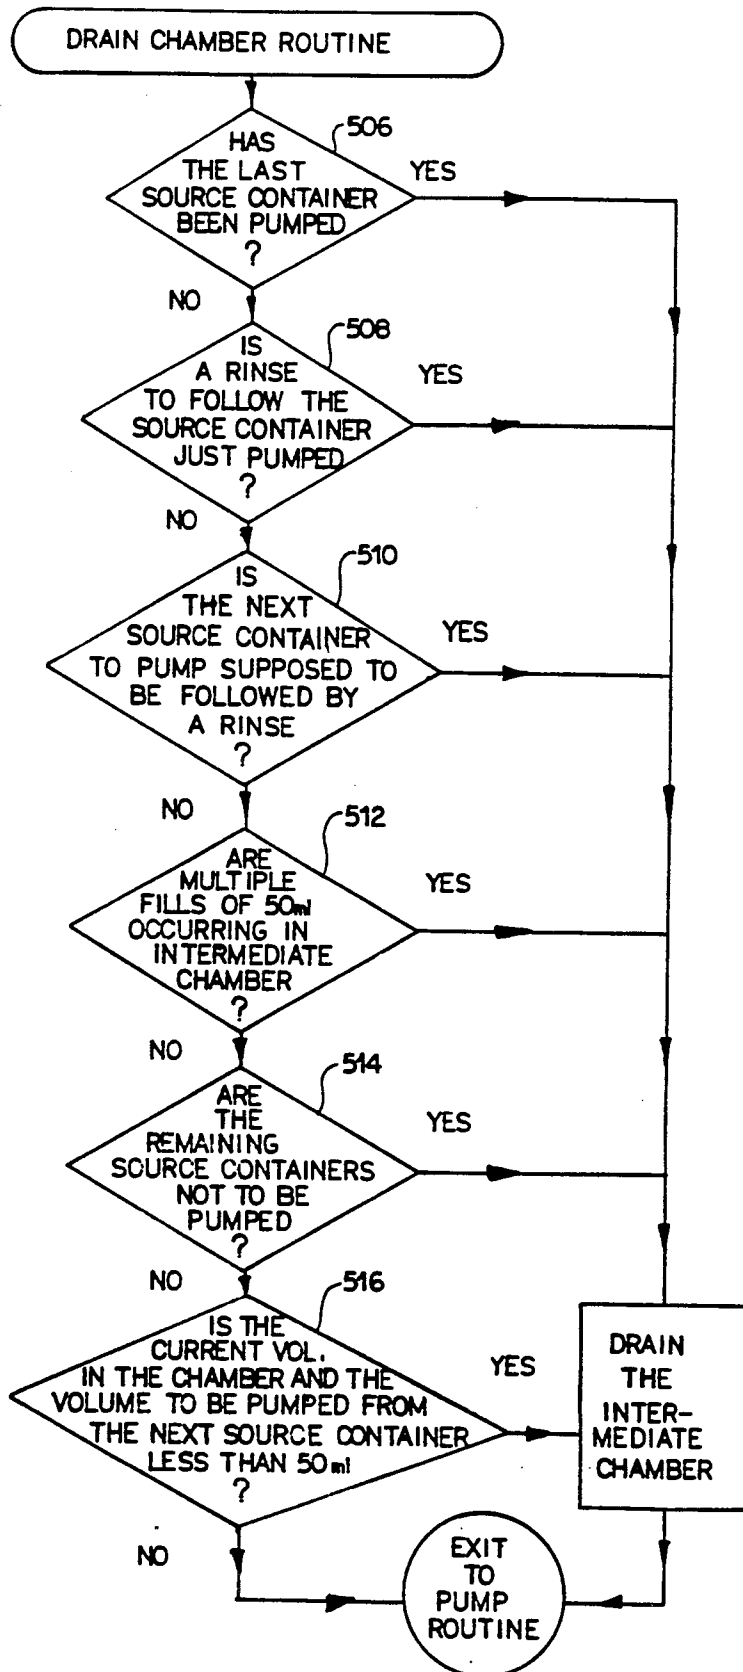 DRAIN CHAMBER ROUTINE
506
HAS
THE LAST
SOURCE CONTAINER
BEEN PUMPED
?
YES
NO
508
IS
A RINSE
TO FOLLOW THE
SOURCE CONTAINER
JUST PUMPED
?
YES
NO
510
IS
THE NEXT
SOURCE CONTAINER
TO PUMP SUPPOSED TO
BE FOLLOWED BY
A RINSE
?
YES
NO
512
ARE
MULTIPLE
FILLS OF 50ml
OCCURRING IN
INTERMEDIATE
CHAMBER
?
YES
NO
514
ARE
THE
REMAINING
SOURCE CONTAINERS
NOT TO BE
PUMPED
?
YES
NO
516
IS THE
CURRENT VOL.
IN THE CHAMBER AND THE
VOLUME TO BE PUMPED FROM
THE NEXT SOURCE CONTAINER
LESS THAN 50ml
?
YES
NO
DRAIN
THE
INTER-
MEDIATE
CHAMBER
EXIT
TO
PUMP
ROUTINE